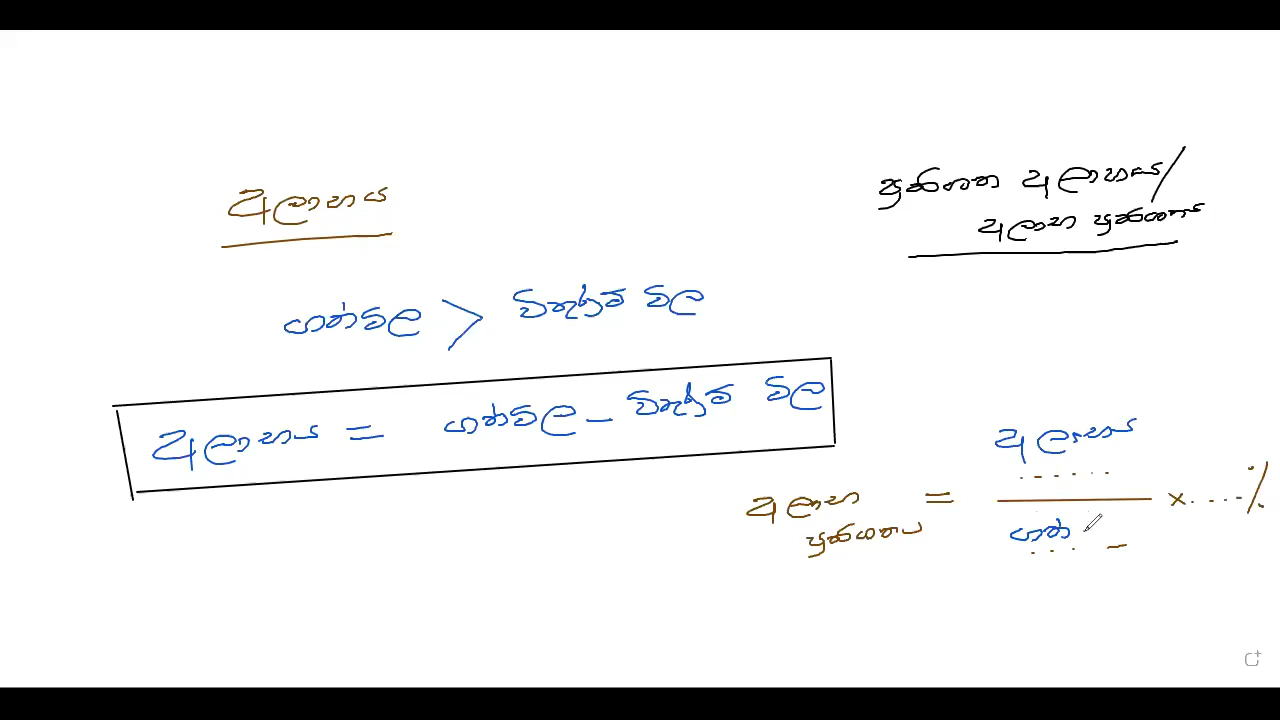 අලාභය
ප්‍රතිශත අලාභය/
අලාභ ප්‍රතිශතය
ගත්විල > විකුණුම් විල
අලාභය = ගත්විල - විකුණුම් විල
අලාභය
අලාභ = ------ × ....%
ප්‍රතිශතය ගත්